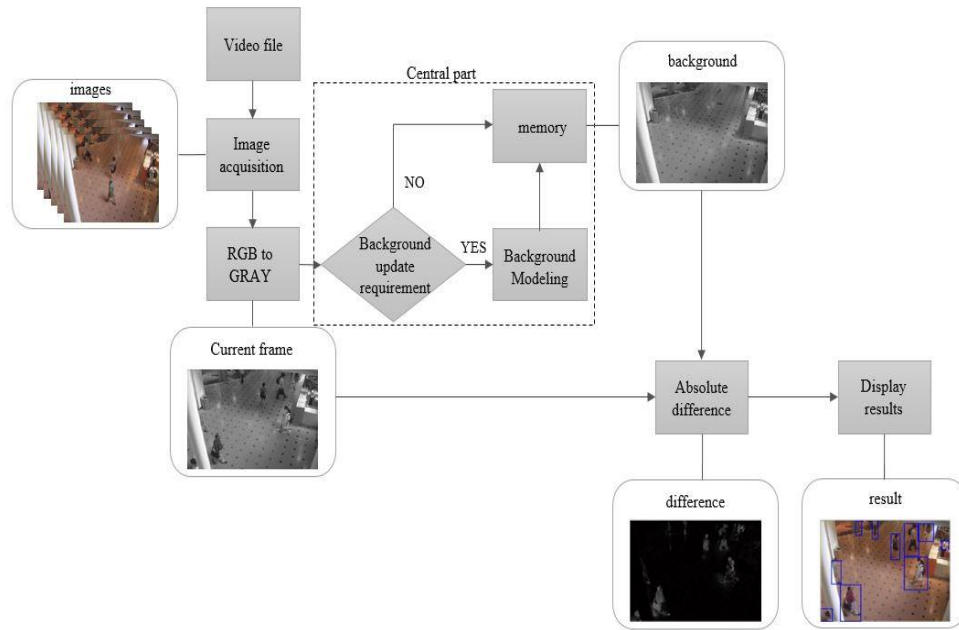 Video file
images
Image
acquisition
RGB to
GRAY
Central part
NO
Background
update
requirement
YES
memory
Background
Modeling
background
Current frame
Absolute
difference
Display
results
difference
result